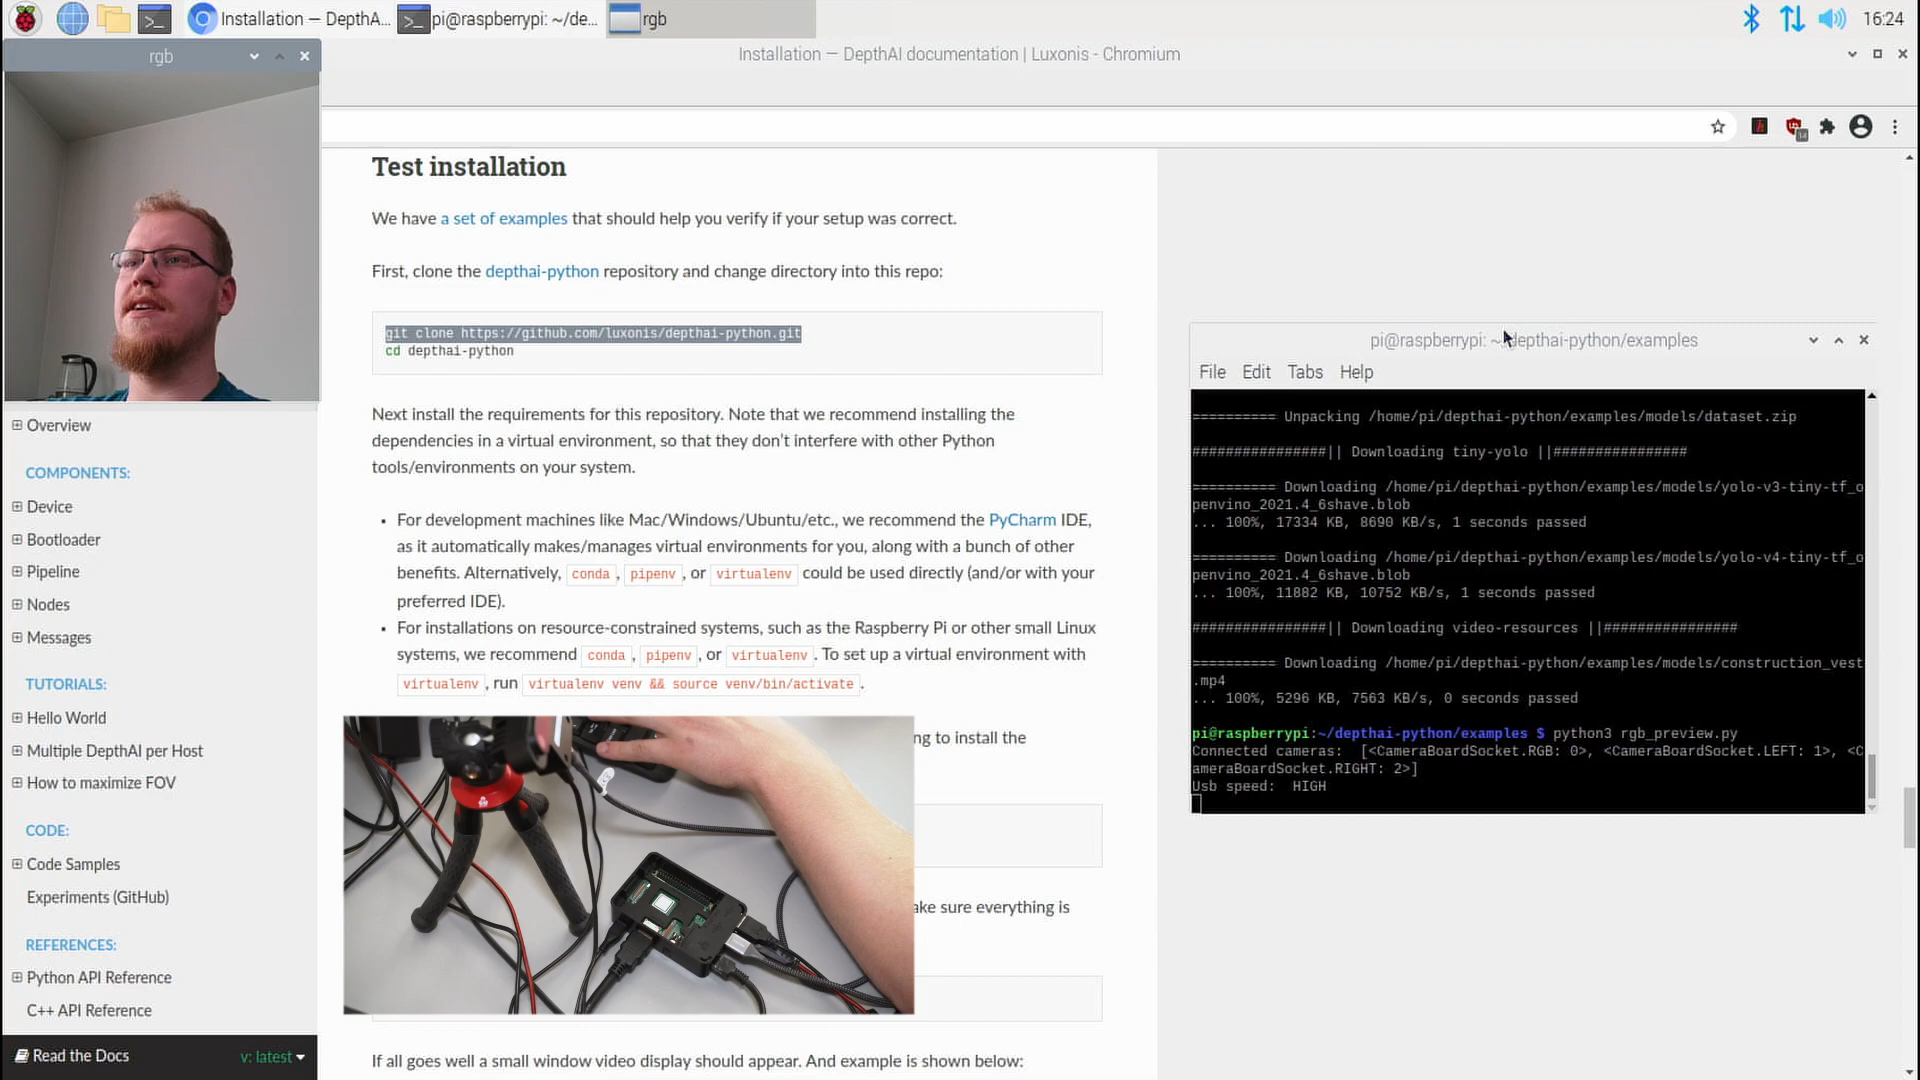 Installation — DepthA...
pi@raspberrypi: ~/de...
rgb
16:24
rgb
Installation — DepthAI documentation | Luxonis - Chromium
Test installation
We have a set of examples that should help you verify if your setup was correct.
First, clone the depthai-python repository and change directory into this repo:
git clone https://github.com/luxonis/depthai-python.git
cd depthai-python
Next install the requirements for this repository. Note that we recommend installing the
dependencies in a virtual environment, so that they don't interfere with other Python
tools/environments on your system.
• For development machines like Mac/Windows/Ubuntu/etc., we recommend the PyCharm IDE,
as it automatically makes/manages virtual environments for you, along with a bunch of other
benefits. Alternatively, conda, pipenv, or virtualenv could be used directly (and/or with your
preferred IDE).
• For installations on resource-constrained systems, such as the Raspberry Pi or other small Linux
systems, we recommend conda, pipenv, or virtualenv. To set up a virtual environment with
virtualenv, run virtualenv venv && source venv/bin/activate.
ng to install the
ake sure everything is
If all goes well a small window video display should appear. And example is shown below:
Overview
COMPONENTS:
Device
Bootloader
Pipeline
Nodes
Messages
TUTORIALS:
Hello World
Multiple DepthAI per Host
How to maximize FOV
CODE:
Code Samples
Experiments (GitHub)
REFERENCES:
Python API Reference
C++ API Reference
Read the Docs
v: latest
pi@raspberrypi: ~/depthai-python/examples
File Edit Tabs Help
========== Unpacking /home/pi/depthai-python/examples/models/dataset.zip
################|| Downloading tiny-yolo ||################
========== Downloading /home/pi/depthai-python/examples/models/yolo-v3-tiny-tf_o
penvino_2021.4_6shave.blob
... 100%, 17334 KB, 8690 KB/s, 1 seconds passed
========== Downloading /home/pi/depthai-python/examples/models/yolo-v4-tiny-tf_o
penvino_2021.4_6shave.blob
... 100%, 11882 KB, 10752 KB/s, 1 seconds passed
################|| Downloading video-resources ||################
========== Downloading /home/pi/depthai-python/examples/models/construction_vest
.mp4
... 100%, 5296 KB, 7563 KB/s, 0 seconds passed
pi@raspberrypi:~/depthai-python/examples $ python3 rgb_preview.py
Connected cameras:  [<CameraBoardSocket.RGB: 0>, <CameraBoardSocket.LEFT: 1>, <C
ameraBoardSocket.RIGHT: 2>]
Usb speed:  HIGH